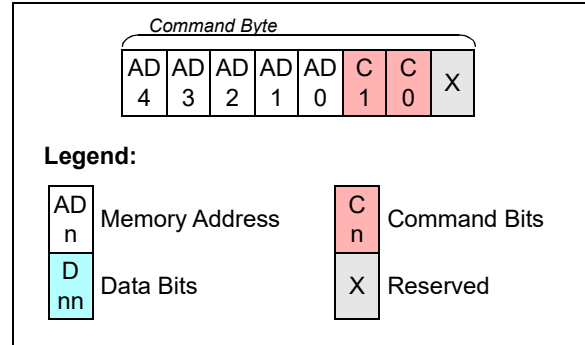 Command Byte
AD AD AD AD AD C C X
4 3 2 1 0 1 0
Legend:
AD n Memory Address
C n Command Bits
D nn Data Bits
X Reserved